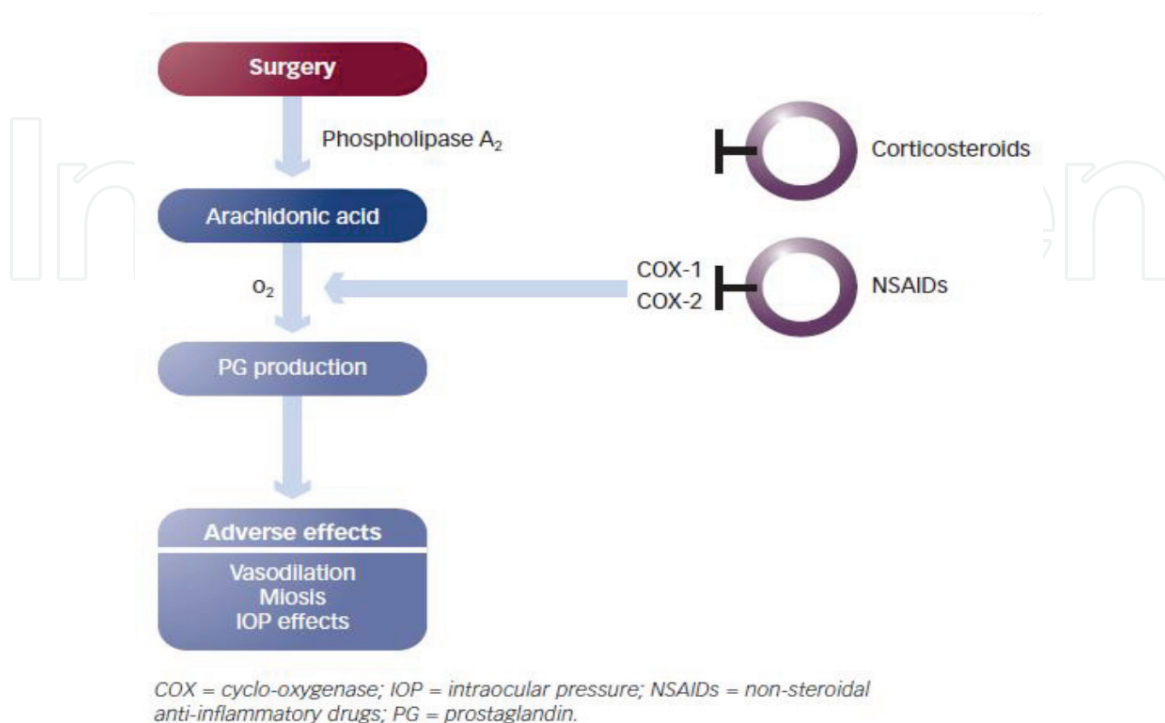 Surgery
Phospholipase A₂
Corticosteroids
Arachidonic acid
O₂
COX-1
COX-2
NSAIDs
PG production
Adverse effects
Vasodilation
Miosis
IOP effects
COX = cyclo-oxygenase; IOP = intraocular pressure; NSAIDs = non-steroidal
anti-inflammatory drugs; PG = prostaglandin.